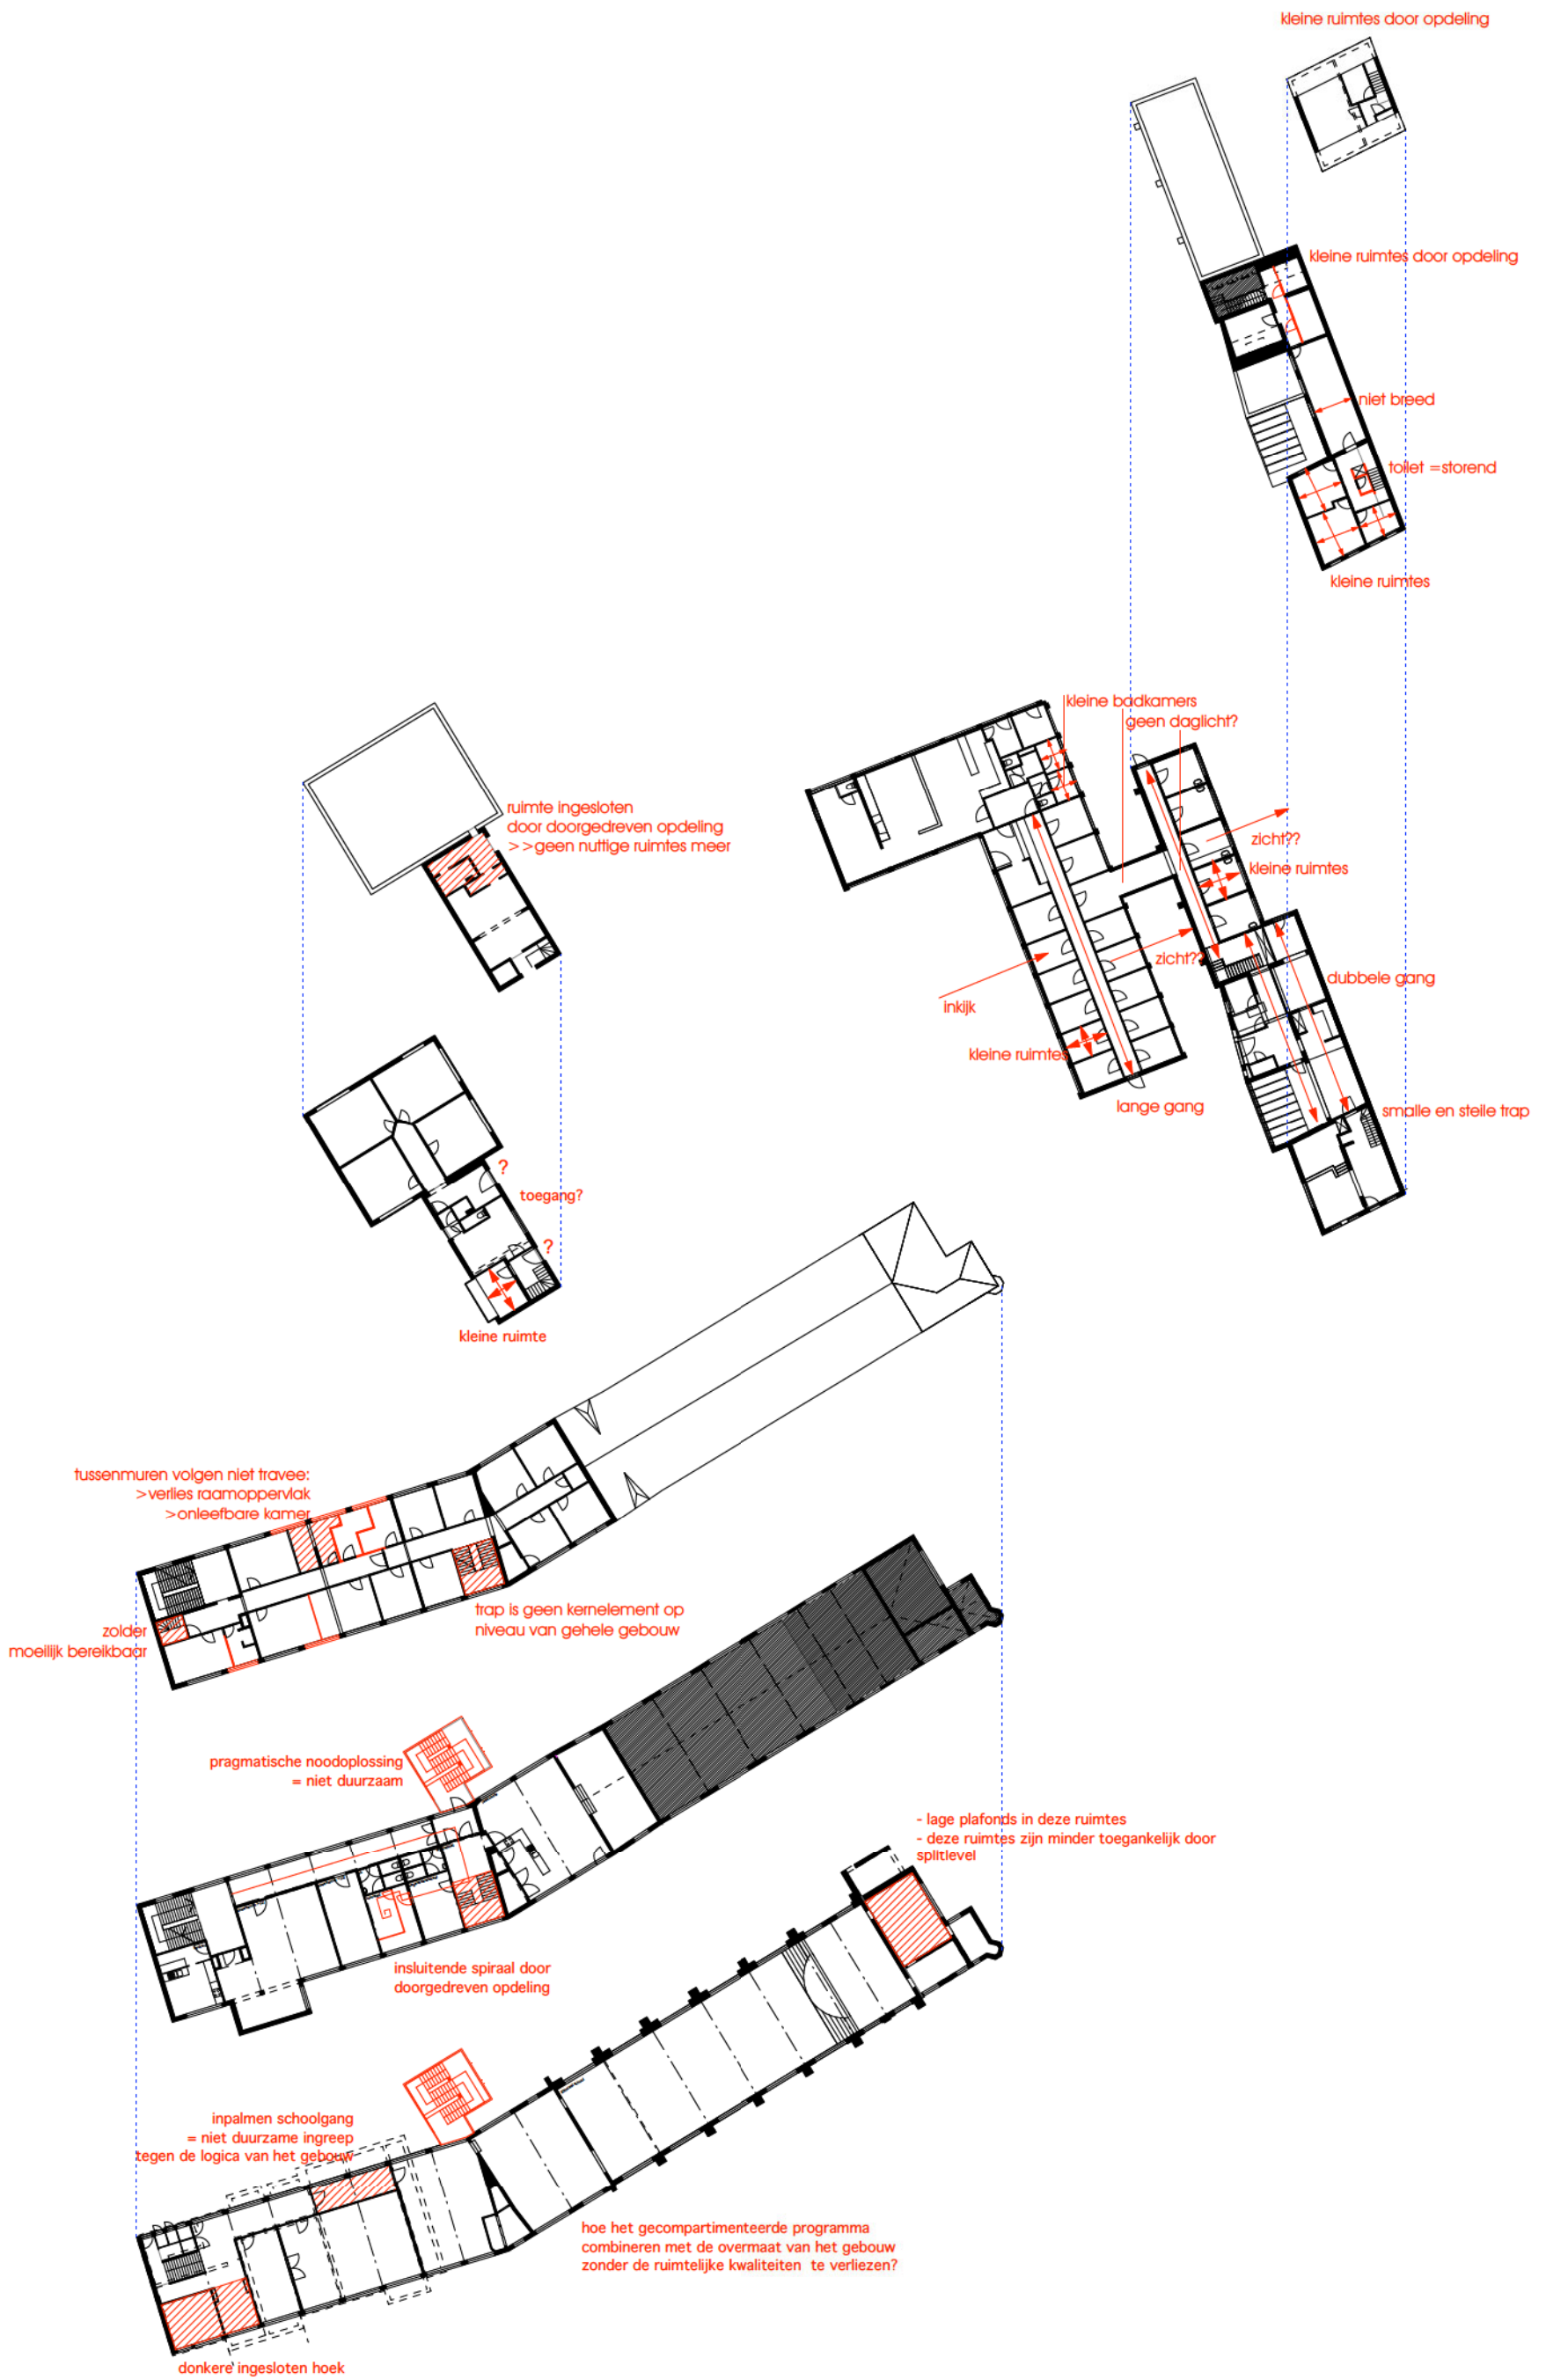 kleine ruimtes door opdeling
kleine ruimtes door opdeling
niet breed
toilet =storend
kleine ruimtes
kleine badkamers
geen daglicht?
ruimte ingesloten
door doorgedreven opdeling
>>geen nuttige ruimtes meer
zicht??
kleine ruimtes
zicht??
dubbele gang
inkijk
kleine ruimtes
lange gang
smalle en steile trap
?
toegang?
?
kleine ruimte
tussenmuren volgen niet travee:
>verlies raamoppervlak
>onleefbare kamer
trap is geen kernelement op
niveau van gehele gebouw
zolder
moeilijk bereikbaar
pragmatische noodoplossing
= niet duurzaam
- lage plafonds in deze ruimtes
- deze ruimtes zijn minder toegankelijk door
splitlevel
insluitende spiraal door
doorgedreven opdeling
inpalmen schoolgang
= niet duurzame ingreep
tegen de logica van het gebouw
hoe het gecompartimenteerde programma
combineren met de overmaat van het gebouw
zonder de ruimtelijke kwaliteiten te verliezen?
donkere ingesloten hoek